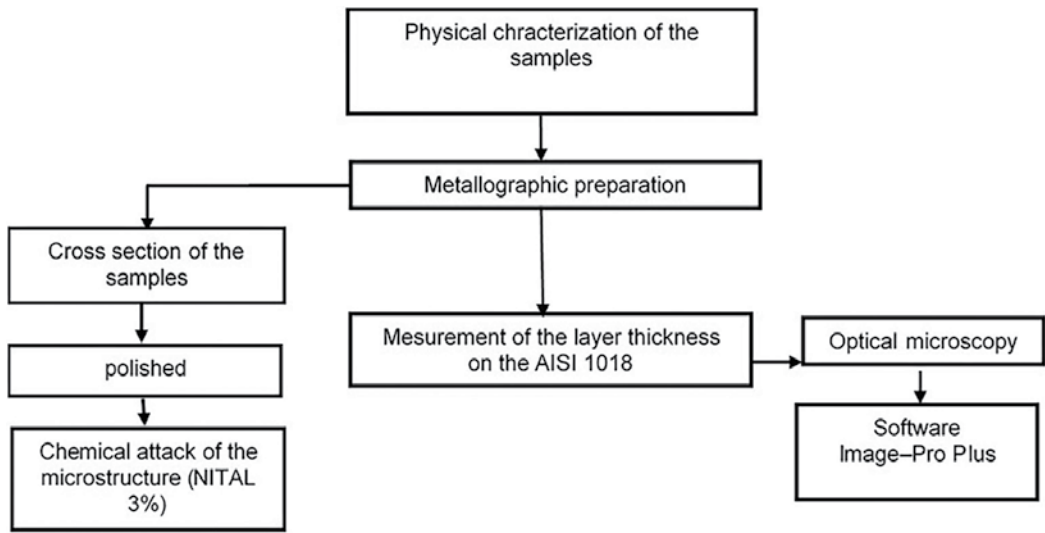 Physical chracterization of the
samples
Metallographic preparation
Cross section of the
samples
polished
Chemical attack of the
microstructure (NITAL
3%)
Mesurement of the layer thickness
on the AISI 1018
Optical microscopy
Software
Image–Pro Plus